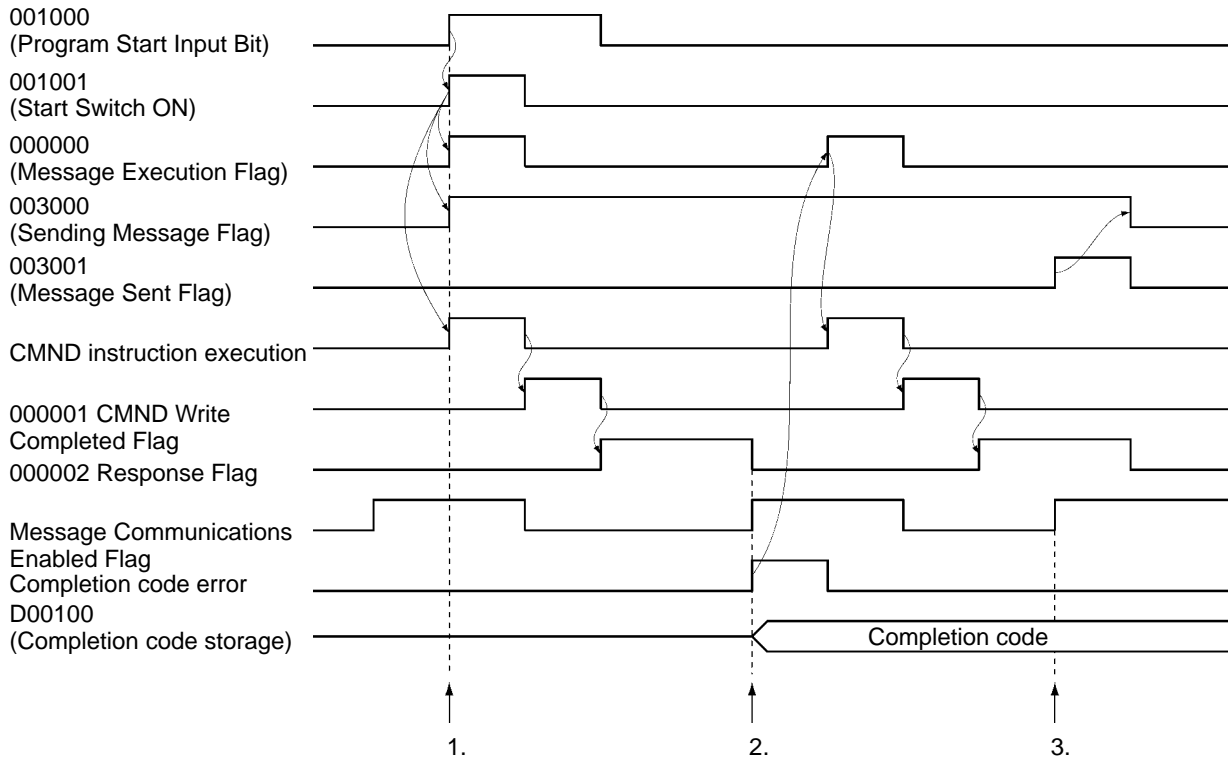 001000
(Program Start Input Bit)
001001
(Start Switch ON)
000000
(Message Execution Flag)
003000
(Sending Message Flag)
003001
(Message Sent Flag)
CMND instruction execution
000001 CMND Write
Completed Flag
000002 Response Flag
Message Communications
Enabled Flag
Completion code error
D00100
(Completion code storage)
Completion code
1.
2.
3.